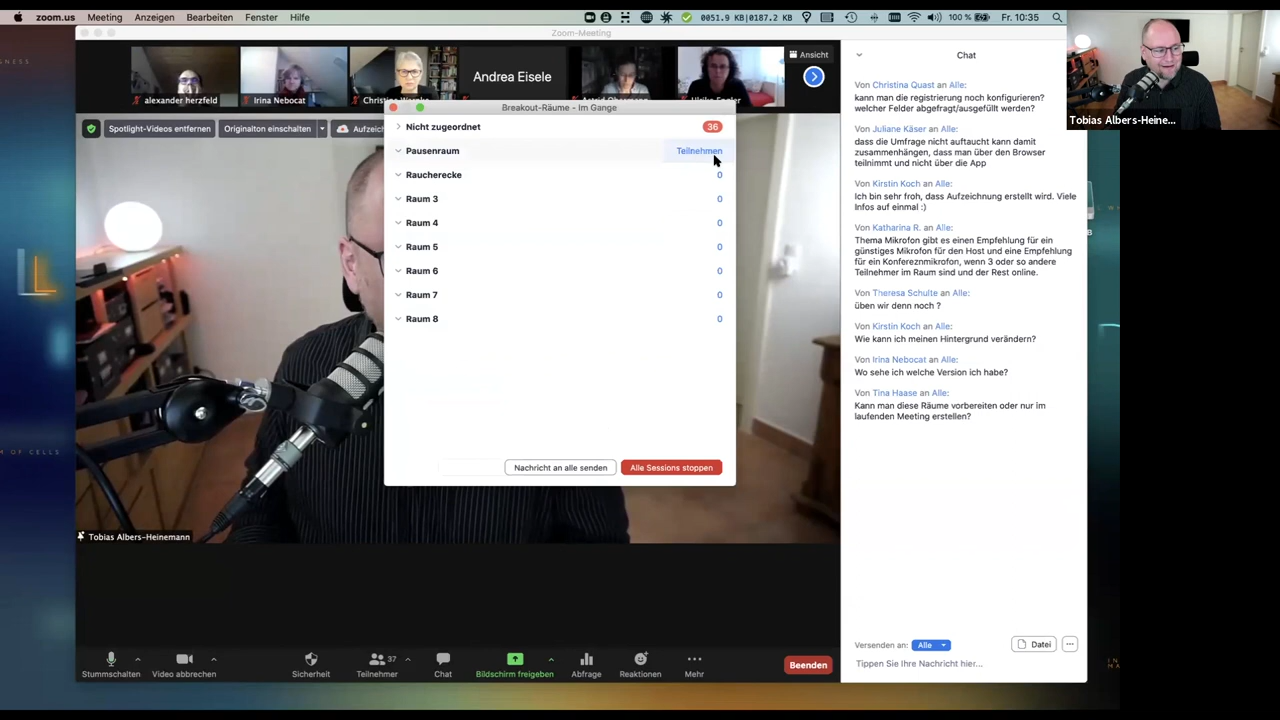 zoom.us Meeting Anzeigen Bearbeiten Fenster Hilfe
0051.9 KB|0187.2 KB
100 %
Fr. 10:35
Zoom-Meeting
alexander herzfeld
Irina Nebocat
Andrea Eisele
Ansicht
Spotlight-Videos entfernen
Originalton einschalten
Breakout-Räume - Im Gange
Nicht zugeordnet 36
Pausenraum Teilnehmen
Raucherecke 0
Raum 3 0
Raum 4 0
Raum 5 0
Raum 6 0
Raum 7 0
Raum 8 0
Nachricht an alle senden
Alle Sessions stoppen
Tobias Albers-Heinemann
Stummschalten
Video abbrechen
Sicherheit
37
Teilnehmer
Chat
Bildschirm freigeben
Abfrage
Reaktionen
Mehr
Beenden
Chat
Von Christina Quast an Alle:
kann man die registrierung noch konfigurieren?
welcher Felder abgefragt/ausgefüllt werden?
Von Juliane Käser an Alle:
dass die Umfrage nicht auftaucht kann damit
zusammenhängen, dass man über den Browser
teilnimmt und nicht über die App
Von Kirstin Koch an Alle:
Ich bin sehr froh, dass Aufzeichnung erstellt wird. Viele
Infos auf einmal :)
Von Katharina R. an Alle:
Thema Mikrofon gibt es einen Empfehlung für ein
günstiges Mikrofon für den Host und eine Empfehlung
für ein Konfereznmikrofon, wenn 3 oder so andere
Teilnehmer im Raum sind und der Rest online.
Von Theresa Schulte an Alle:
üben wir denn noch ?
Von Kirstin Koch an Alle:
Wie kann ich meinen Hintergrund verändern?
Von Irina Nebocat an Alle:
Wo sehe ich welche Version ich habe?
Von Tina Haase an Alle:
Kann man diese Räume vorbereiten oder nur im
laufenden Meeting erstellen?
Versenden an: Alle
Datei
Tippen Sie Ihre Nachricht hier...
Tobias Albers-Heine...